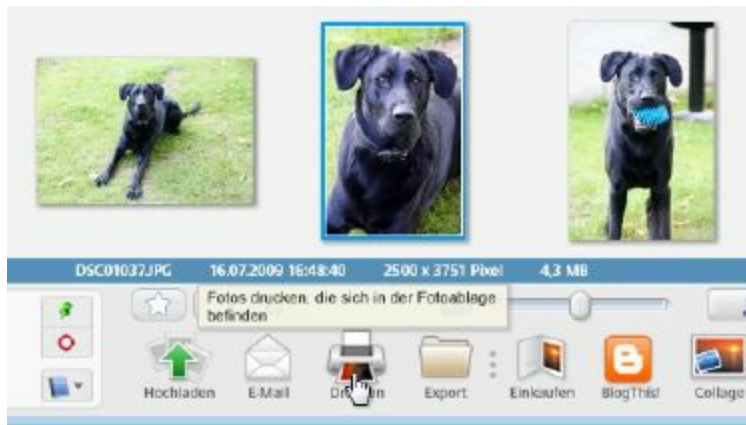 DSC01037.JPG 16.07.2009 16:48:40 2500 x 3751 Pixel 4,3 MB
Fotos drucken, die sich in der Fotoablage
befinden
Hochladen E-Mail Export Einkaufen BlogThis! Collage